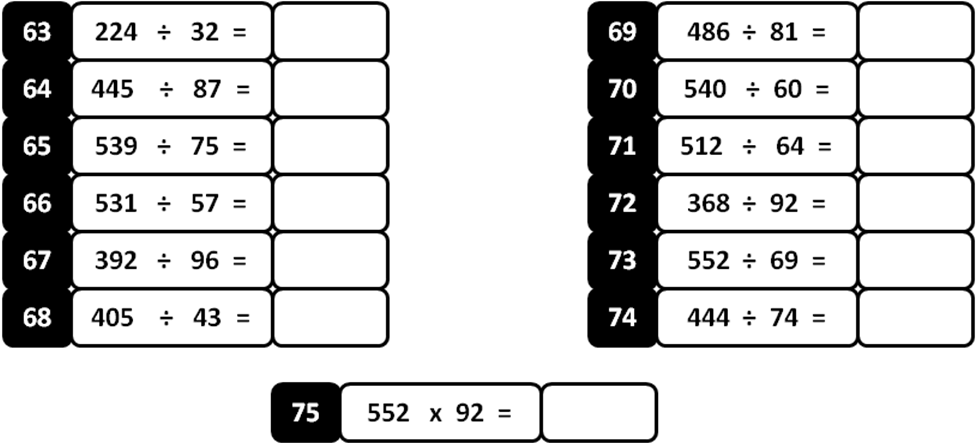 63 224 ÷ 32 =
64 445 ÷ 87 =
65 539 ÷ 75 =
66 531 ÷ 57 =
67 392 ÷ 96 =
68 405 ÷ 43 =
69 486 ÷ 81 =
70 540 ÷ 60 =
71 512 ÷ 64 =
72 368 ÷ 92 =
73 552 ÷ 69 =
74 444 ÷ 74 =
75 552 x 92 =